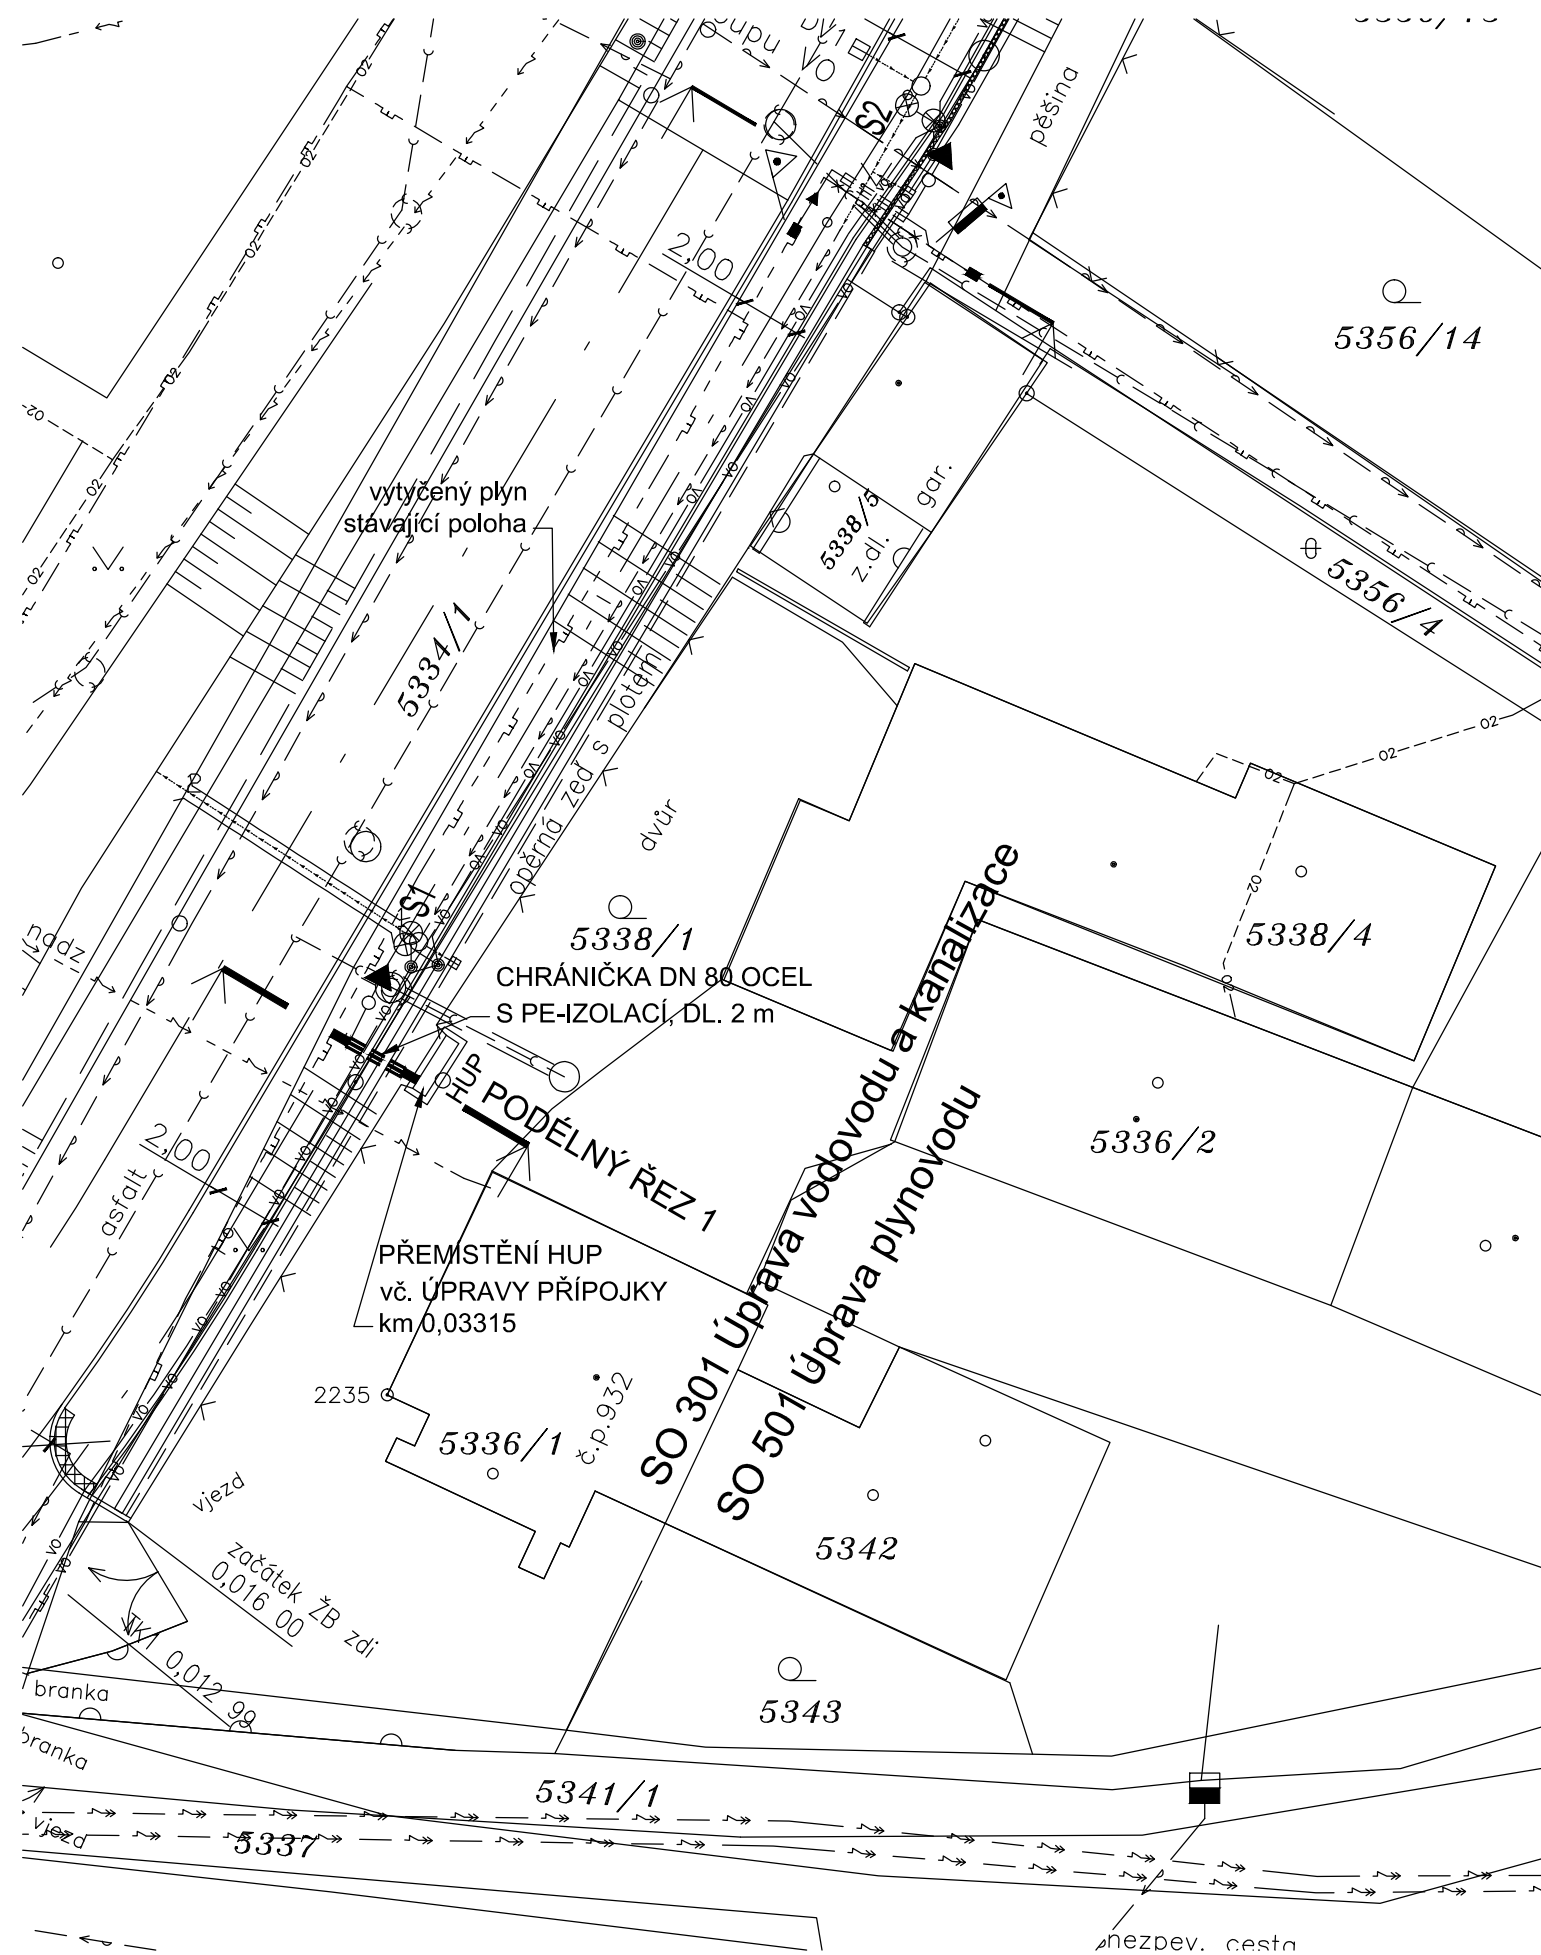 VO
S2
pěšina
2,00
5356/14
vytyčený plyn
stávající poloha
5338/5
z.dl.
gar.
5356/4
5334/1
opěrná zeď s plotem
dvůr
S1
nadz
5338/1
5338/4
CHRÁNIČKA DN 80 OCEL
S PE-IZOLACÍ, DL. 2 m
HUP
PODÉLNÝ ŘEZ 1
5336/2
2,00
asfalt
PŘEMÍSTĚNÍ HUP
vč. ÚPRAVY PŘÍPOJKY
km 0,03315
SO 301 Úprava vodovodu a kanalizace
SO 501 Úprava plynovodu
2235
5336/1
č.p.932
vjezd
5342
začátek ŽB zdi
0,016 00
TK1 0,012 99
branka
5343
branka
5341/1
vjezd
5337
nezpev. cesta